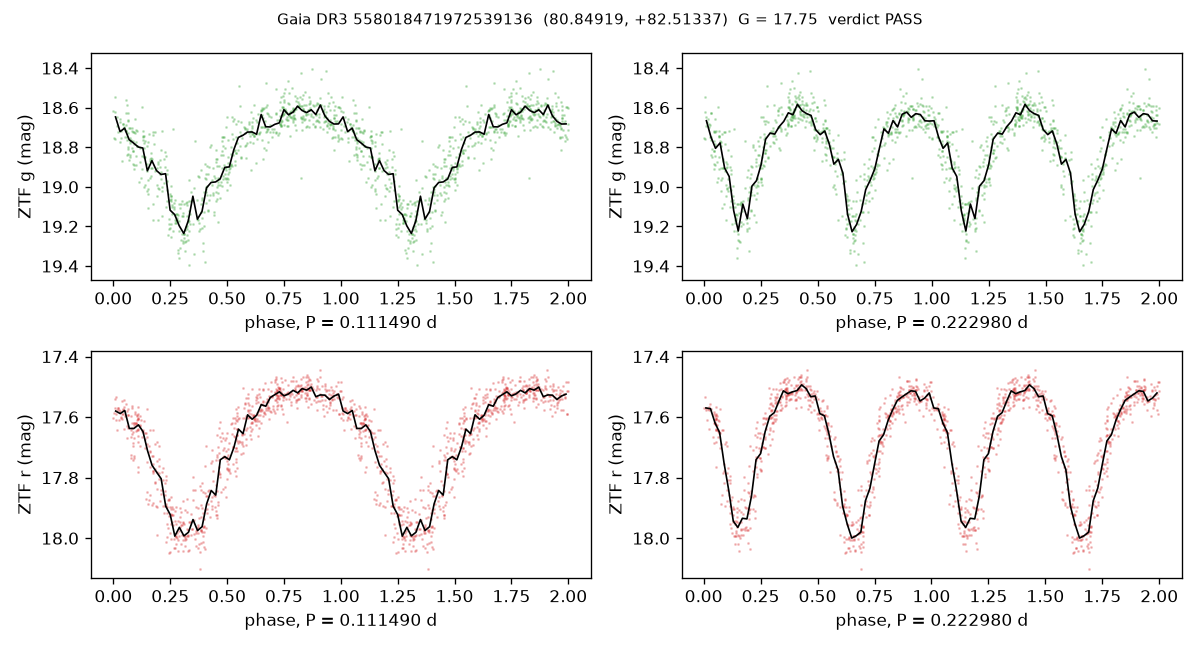 Gaia DR3 558018471972539136  (80.84919, +82.51337)  G = 17.75  verdict PASS
ZTF g (mag)
18.4
18.6
18.8
19.0
19.2
19.4
0.00 0.25 0.50 0.75 1.00 1.25 1.50 1.75 2.00
phase, P = 0.111490 d
ZTF g (mag)
18.4
18.6
18.8
19.0
19.2
19.4
0.00 0.25 0.50 0.75 1.00 1.25 1.50 1.75 2.00
phase, P = 0.222980 d
ZTF r (mag)
17.4
17.6
17.8
18.0
0.00 0.25 0.50 0.75 1.00 1.25 1.50 1.75 2.00
phase, P = 0.111490 d
ZTF r (mag)
17.4
17.6
17.8
18.0
0.00 0.25 0.50 0.75 1.00 1.25 1.50 1.75 2.00
phase, P = 0.222980 d